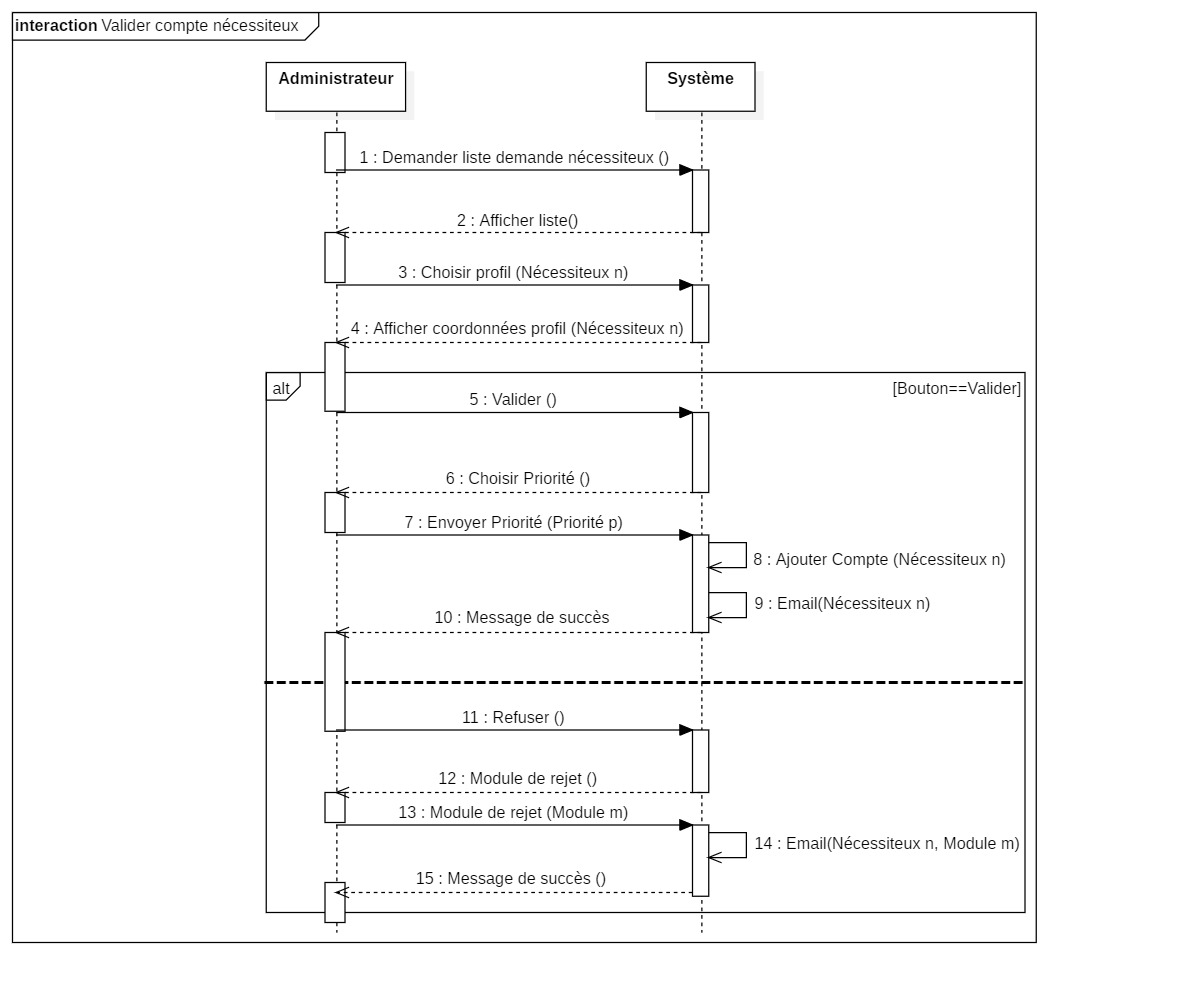 interaction Valider compte nécessiteux
Administrateur
Système
1 : Demander liste demande nécessiteux ()
2 : Afficher liste()
3 : Choisir profil (Nécessiteux n)
4 : Afficher coordonnées profil (Nécessiteux n)
alt
[Bouton==Valider]
5 : Valider ()
6 : Choisir Priorité ()
7 : Envoyer Priorité (Priorité p)
8 : Ajouter Compte (Nécessiteux n)
9 : Email(Nécessiteux n)
10 : Message de succès
11 : Refuser ()
12 : Module de rejet ()
13 : Module de rejet (Module m)
14 : Email(Nécessiteux n, Module m)
15 : Message de succès ()